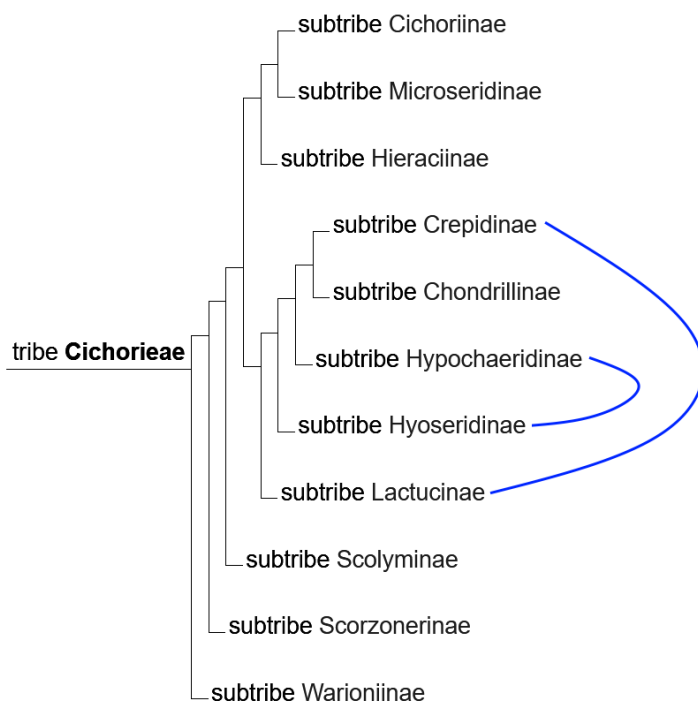 subtribe Cichoriinae
subtribe Microseridinae
subtribe Hieraciinae
subtribe Crepidinae
subtribe Chondrillinae
tribe Cichorieae
subtribe Hypochaeridinae
subtribe Hyoseridinae
subtribe Lactucinae
subtribe Scolyminae
subtribe Scorzonerinae
subtribe Warioniinae